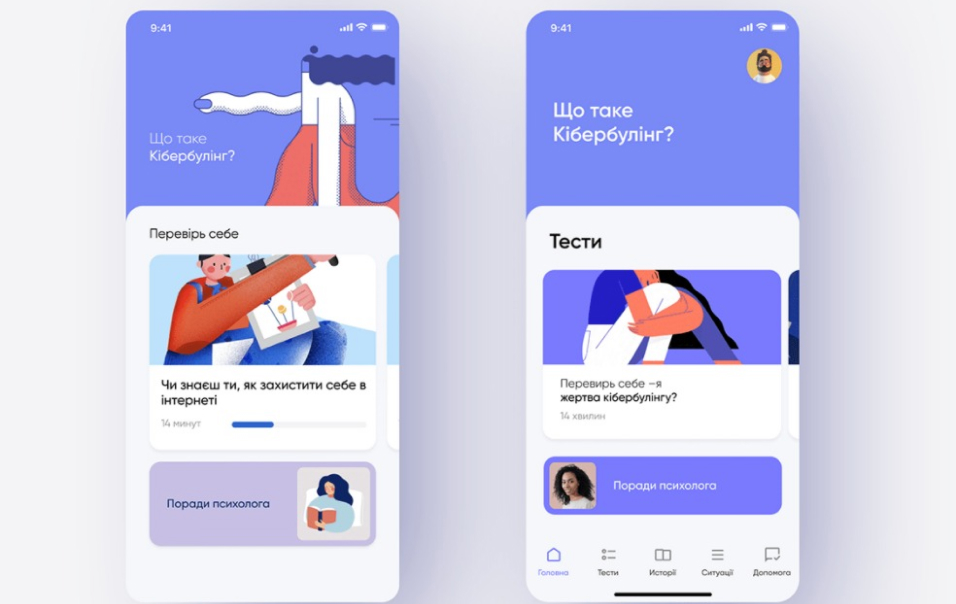 9:41
Що таке
Кібербулінг?
Перевірь себе
Чи знаєш ти, як захистити себе в
інтернеті
14 минут
Поради психолога
9:41
Що таке
Кібербулінг?
Тести
Перевирь себе –я
жертва кібербулінгу?
14 хвилин
Поради психолога
Головна
Тести
Історії
Ситуації
Допомога